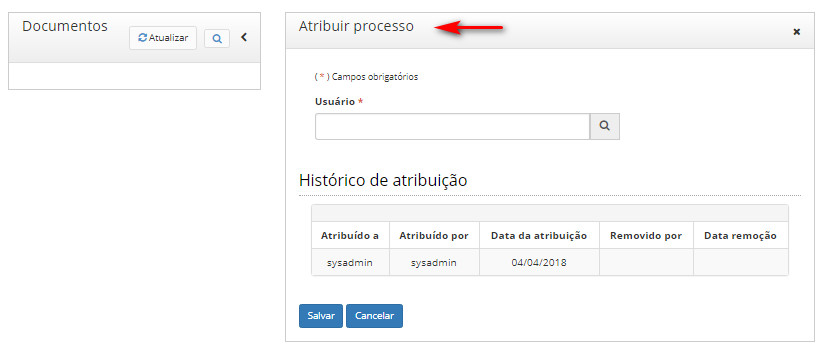 Documentos
Atualizar
Atribuir processo
( * ) Campos obrigatórios
Usuário *
Histórico de atribuição
Atribuído a Atribuído por Data da atribuição Removido por Data remoção
sysadmin sysadmin 04/04/2018
Salvar Cancelar